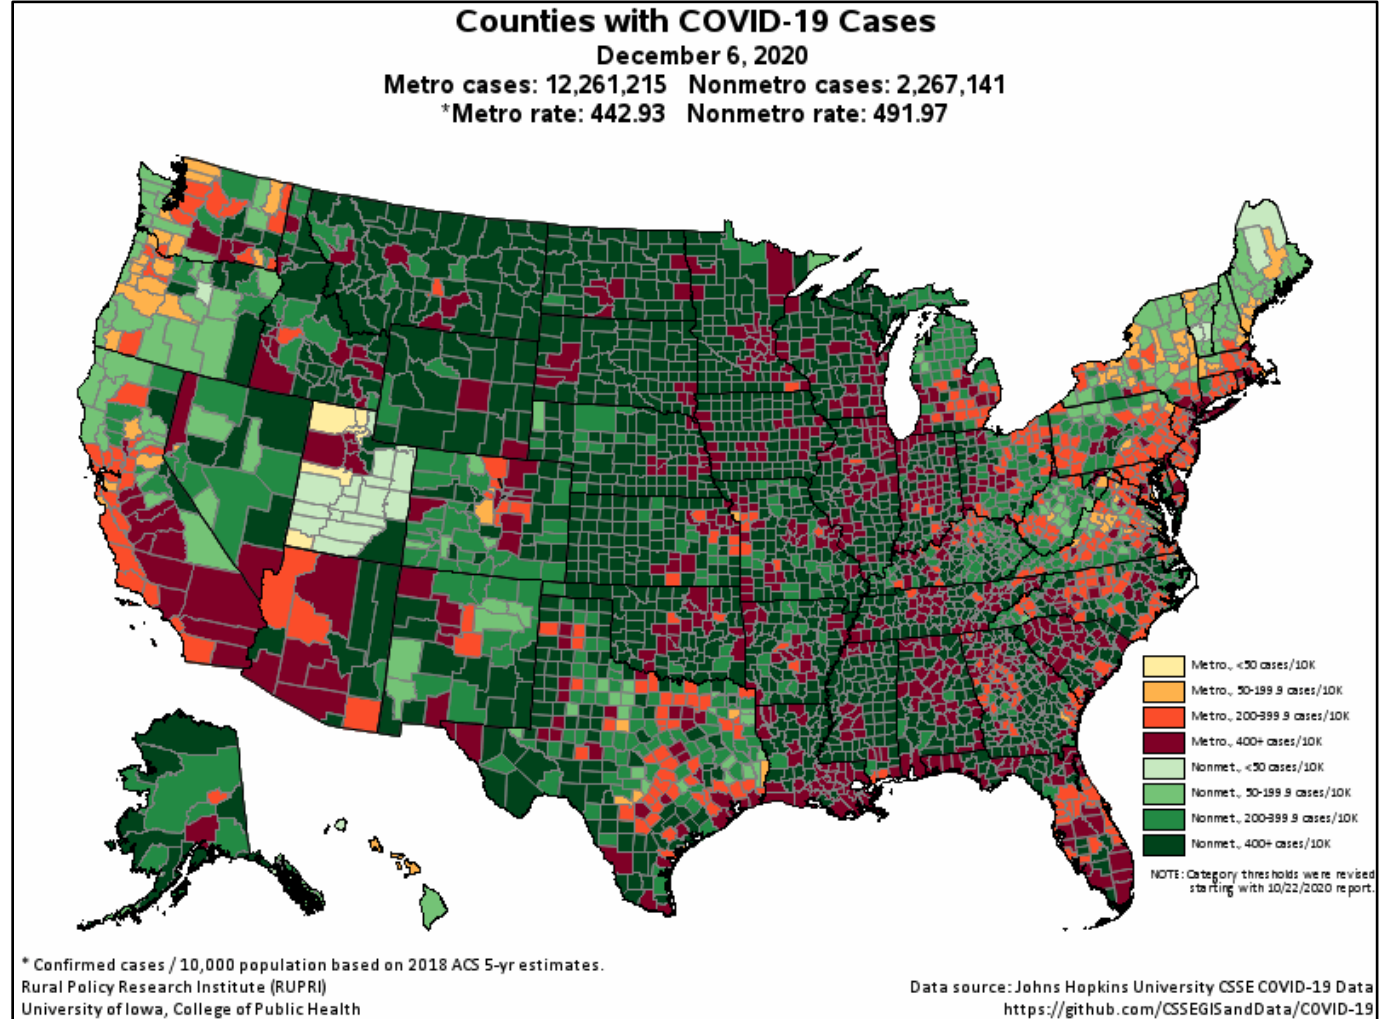 Counties with COVID-19 Cases
December 6, 2020
Metro cases: 12,261,215 Nonmetro cases: 2,267,141
*Metro rate: 442.93 Nonmetro rate: 491.97
Metro., <50 cases/10K
Metro., 50-199.9 cases/10K
Metro., 200-399.9 cases/10K
Metro., 400+ cases/10K
Nonmet., <50 cases/10K
Nonmet., 50-199.9 cases/10K
Nonmet., 200-399.9 cases/10K
Nonmet., 400+ cases/10K
NOTE: Category thresholds were revised
starting with 10/22/2020 report.
* Confirmed cases / 10,000 population based on 2018 ACS 5-yr estimates.
Rural Policy Research Institute (RUPRI)
University of Iowa, College of Public Health
Data source: Johns Hopkins University CSSE COVID-19 Data
https://github.com/CSSEGISandData/COVID-19